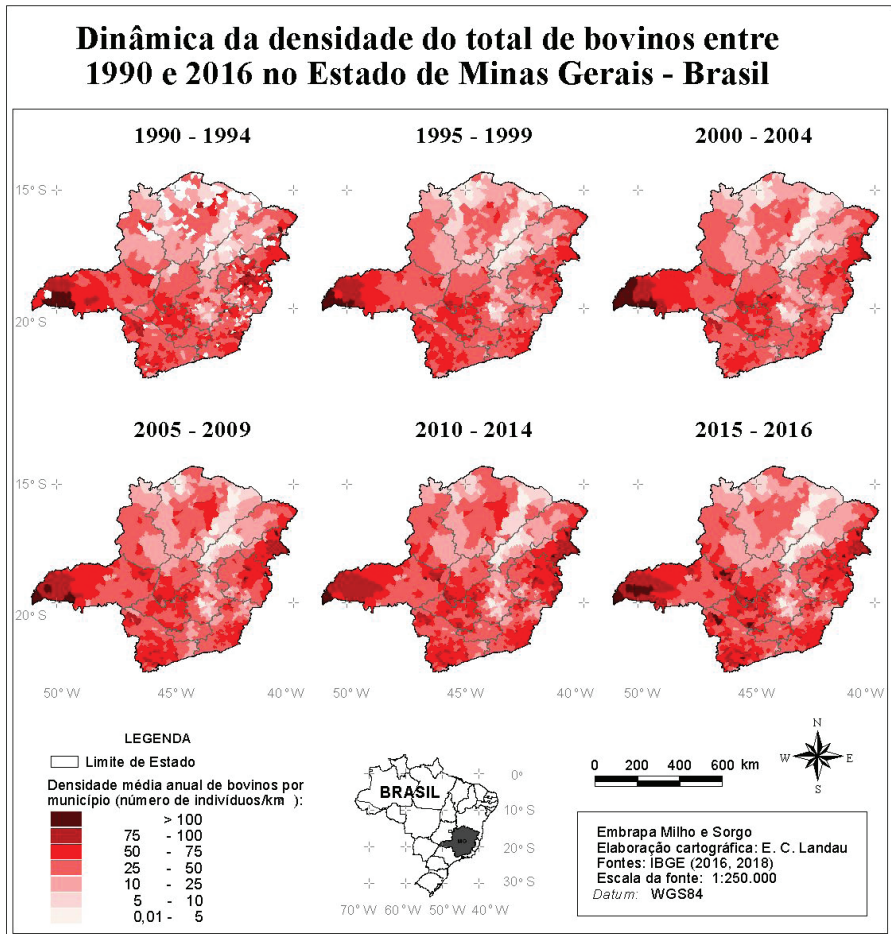 Dinâmica da densidade do total de bovinos entre
1990 e 2016 no Estado de Minas Gerais - Brasil
1990 - 1994
1995 - 1999
2000 - 2004
15° S
20° S
2005 - 2009
2010 - 2014
2015 - 2016
15° S
20° S
50° W 45° W 40° W
50° W 45° W 40° W
50° W 45° W 40° W
LEGENDA
Limite de Estado
Densidade média anual de bovinos por
município (número de indivíduos/km ):
> 100
75 - 100
50 - 75
25 - 50
10 - 25
5 - 10
0,01 - 5
BRASIL
MG
0°
10° S
20° S
30° S
70° W 60° W 50° W 40° W
0 200 400 600 km
N
W E
S
Embrapa Milho e Sorgo
Elaboração cartográfica: E. C. Landau
Fontes: IBGE (2016, 2018)
Escala da fonte: 1:250.000
Datum: WGS84